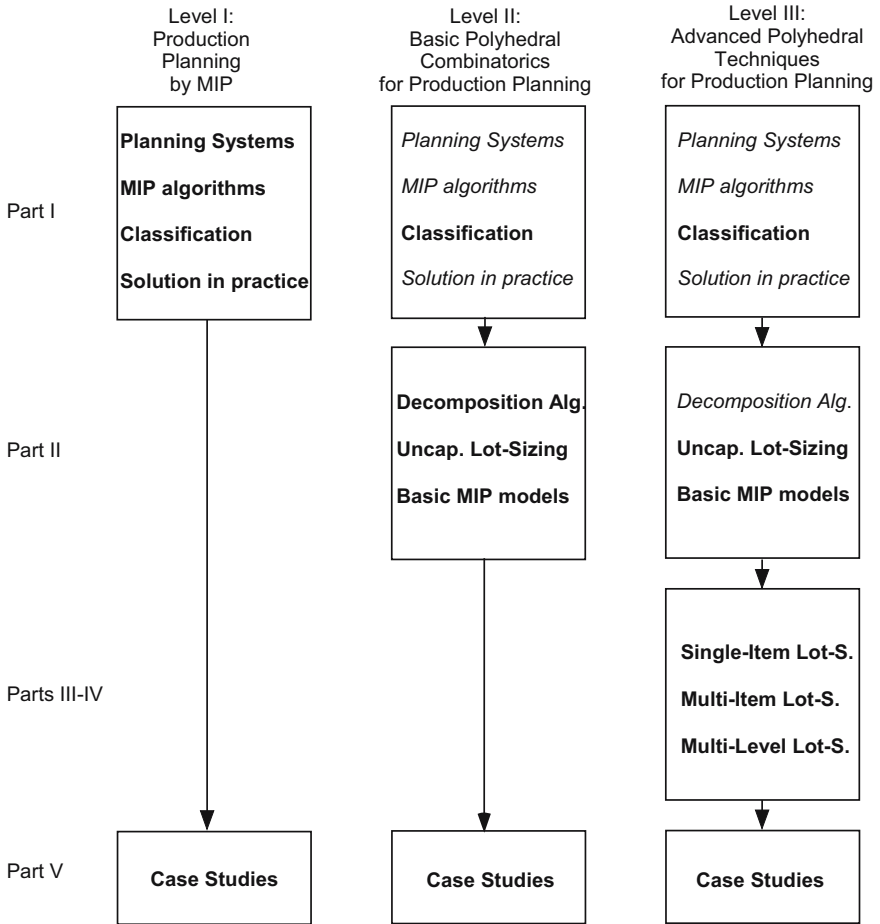 Level I:
Production
Planning
by MIP
Level II:
Basic Polyhedral
Combinatorics
for Production Planning
Level III:
Advanced Polyhedral
Techniques
for Production Planning
Part I
Planning Systems
MIP algorithms
Classification
Solution in practice
Planning Systems
MIP algorithms
Classification
Solution in practice
Planning Systems
MIP algorithms
Classification
Solution in practice
Part II
Decomposition Alg.
Uncap. Lot-Sizing
Basic MIP models
Decomposition Alg.
Uncap. Lot-Sizing
Basic MIP models
Parts III-IV
Single-Item Lot-S.
Multi-Item Lot-S.
Multi-Level Lot-S.
Part V
Case Studies
Case Studies
Case Studies